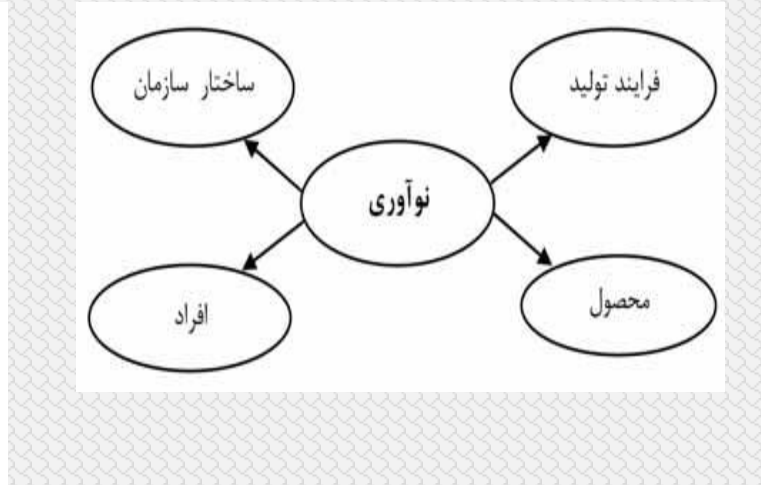 فرایند تولید
ساختار سازمان
نوآوری
محصول
افراد